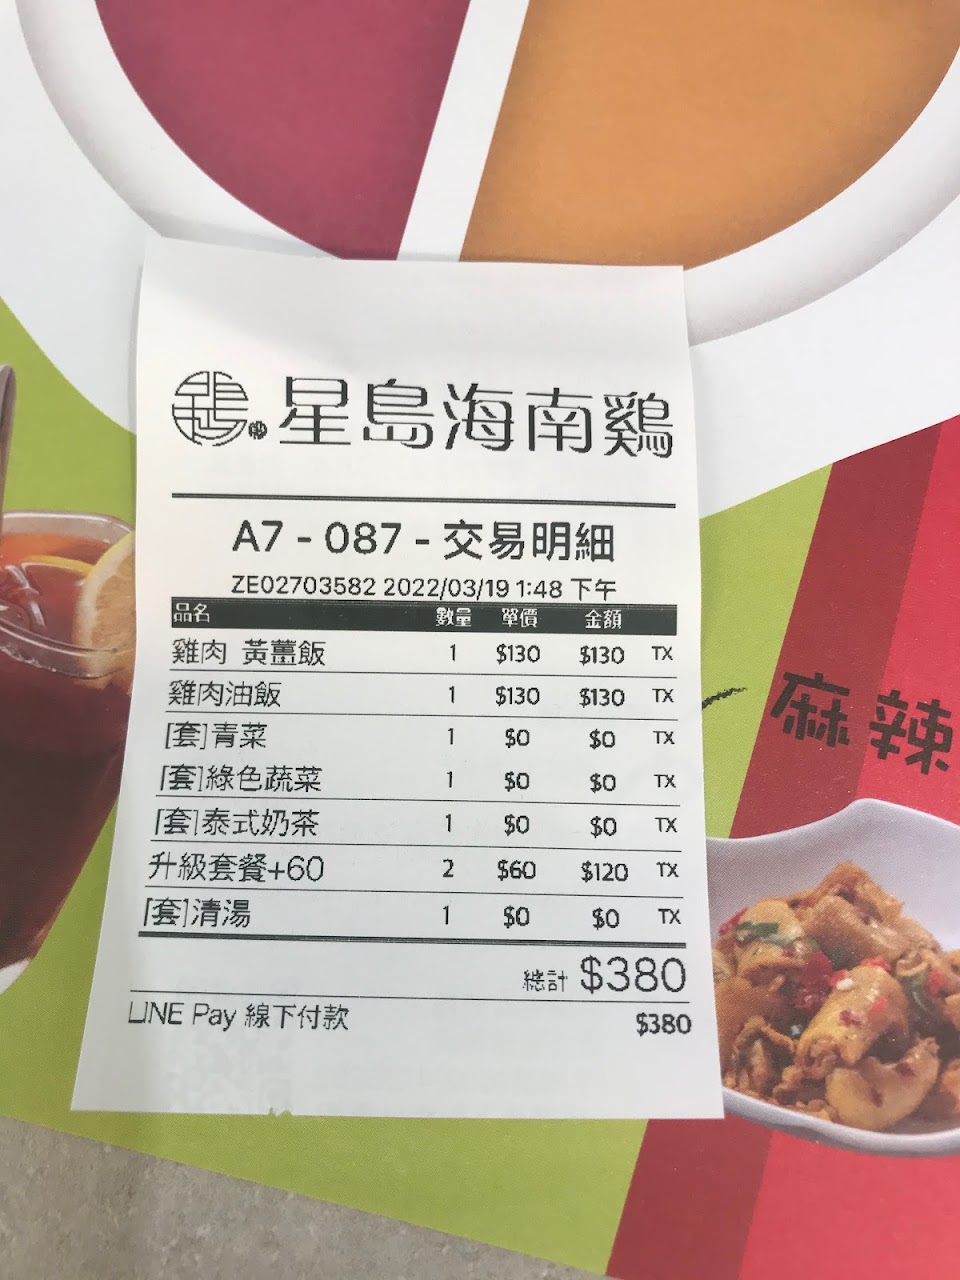 星島海南鷄
A7 - 087 - 交易明細
ZE02703582 2022/03/19 1:48 下午
品名 數量 單價 金額
雞肉 黃薑飯 1 $130 $130 TX
雞肉油飯 1 $130 $130 TX
[套]青菜 1 $0 $0 TX
[套]綠色蔬菜 1 $0 $0 TX
[套]泰式奶茶 1 $0 $0 TX
升級套餐+60 2 $60 $120 TX
[套]清湯 1 $0 $0 TX
總計 $380
LINE Pay 線下付款 $380
麻辣